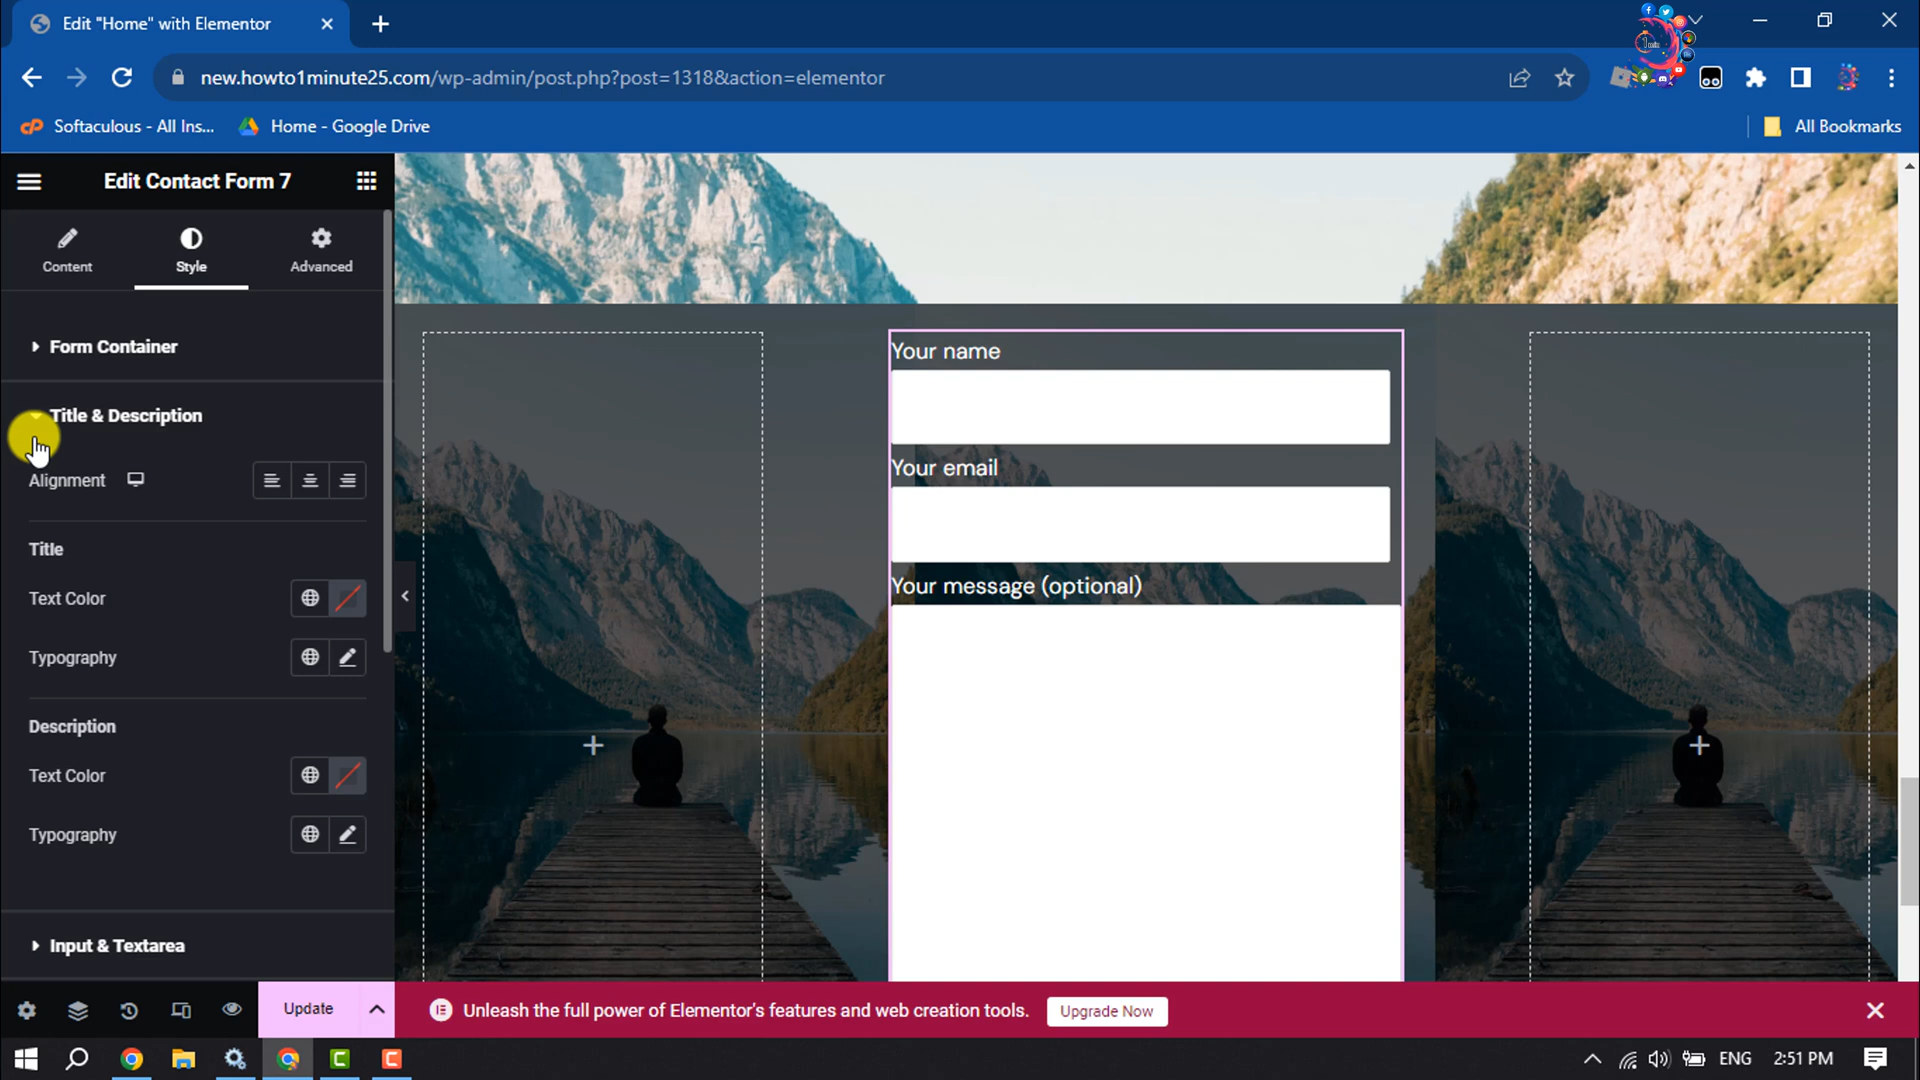 Edit "Home" with Elementor
new.howto1minute25.com/wp-admin/post.php?post=1318&action=elementor
Softaculous - All Ins...
Home - Google Drive
All Bookmarks
Edit Contact Form 7
Content
Style
Advanced
Form Container
Title & Description
Alignment
Title
Text Color
Typography
Description
Text Color
Typography
Input & Textarea
Your name
Your email
Your message (optional)
Update
Unleash the full power of Elementor's features and web creation tools.
Upgrade Now
ENG
2:51 PM